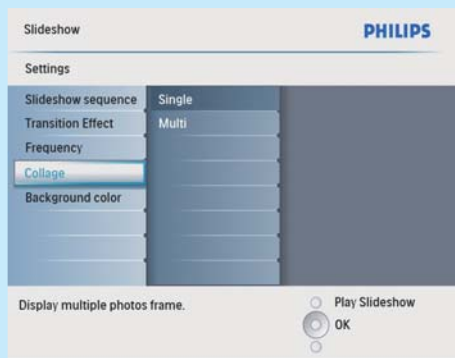 Slideshow
PHILIPS
Settings
Slideshow sequence
Transition Effect
Frequency
Collage
Background color
Single
Multi
Display multiple photos frame.
Play Slideshow
OK